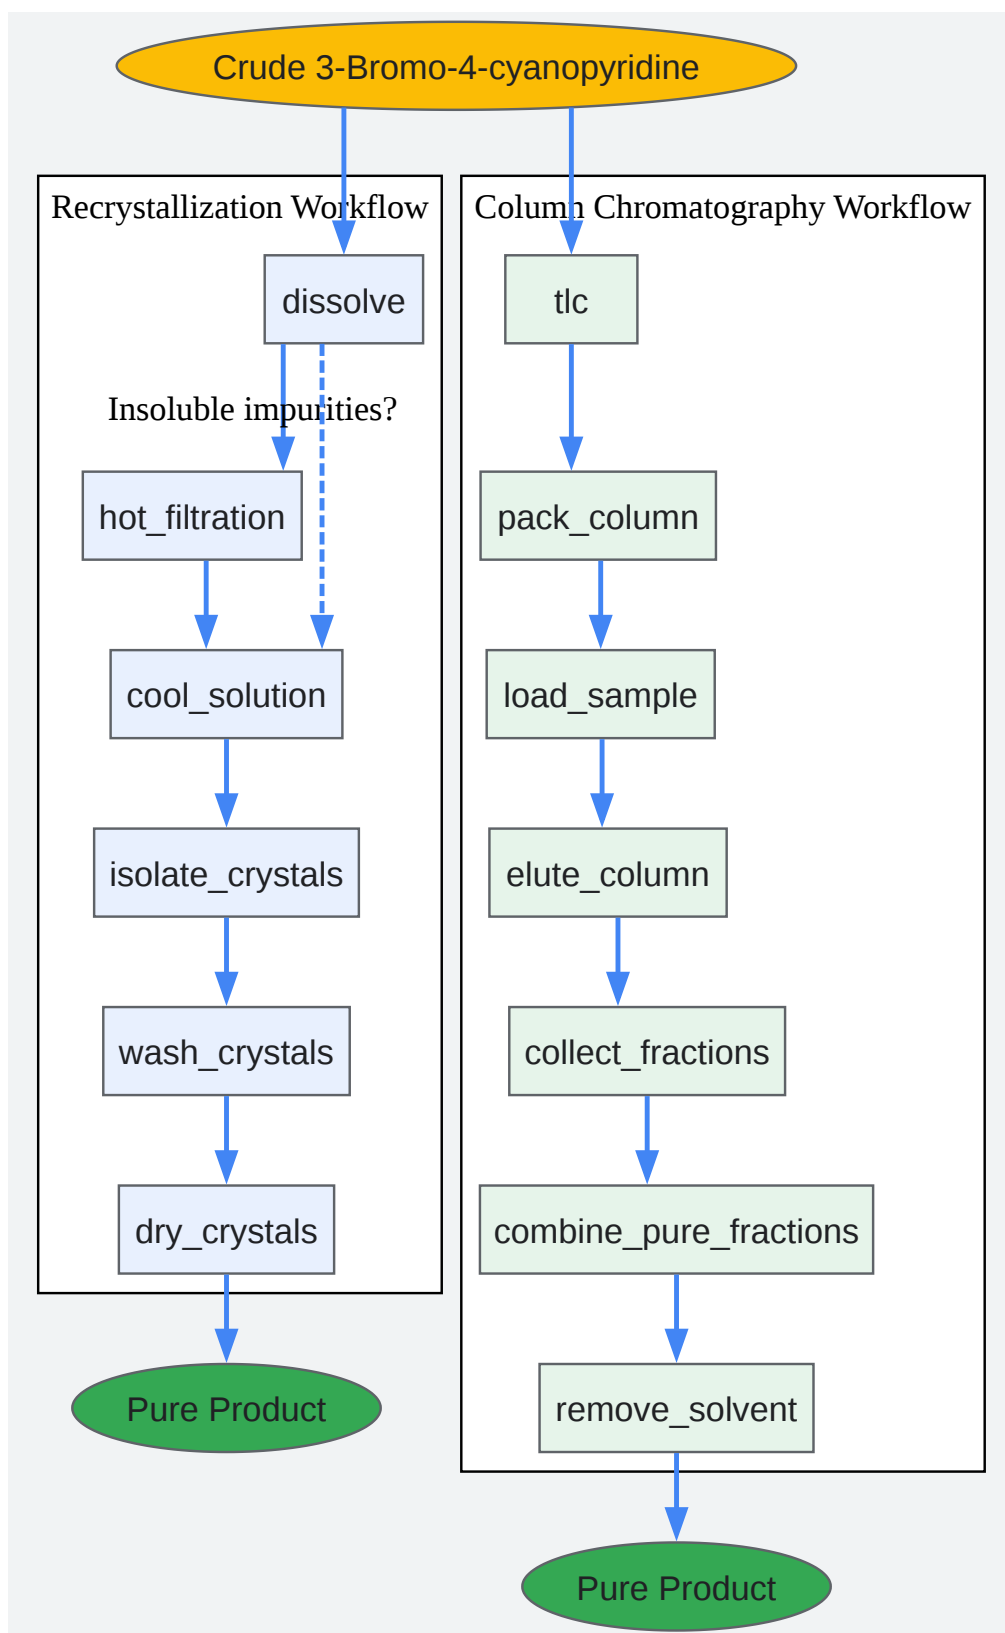 Crude 3-Bromo-4-cyanopyridine
Recrystallization Workflow
dissolve
Insoluble impurities?
hot_filtration
cool_solution
isolate_crystals
wash_crystals
dry_crystals
Pure Product
Column Chromatography Workflow
tlc
pack_column
load_sample
elute_column
collect_fractions
combine_pure_fractions
remove_solvent
Pure Product